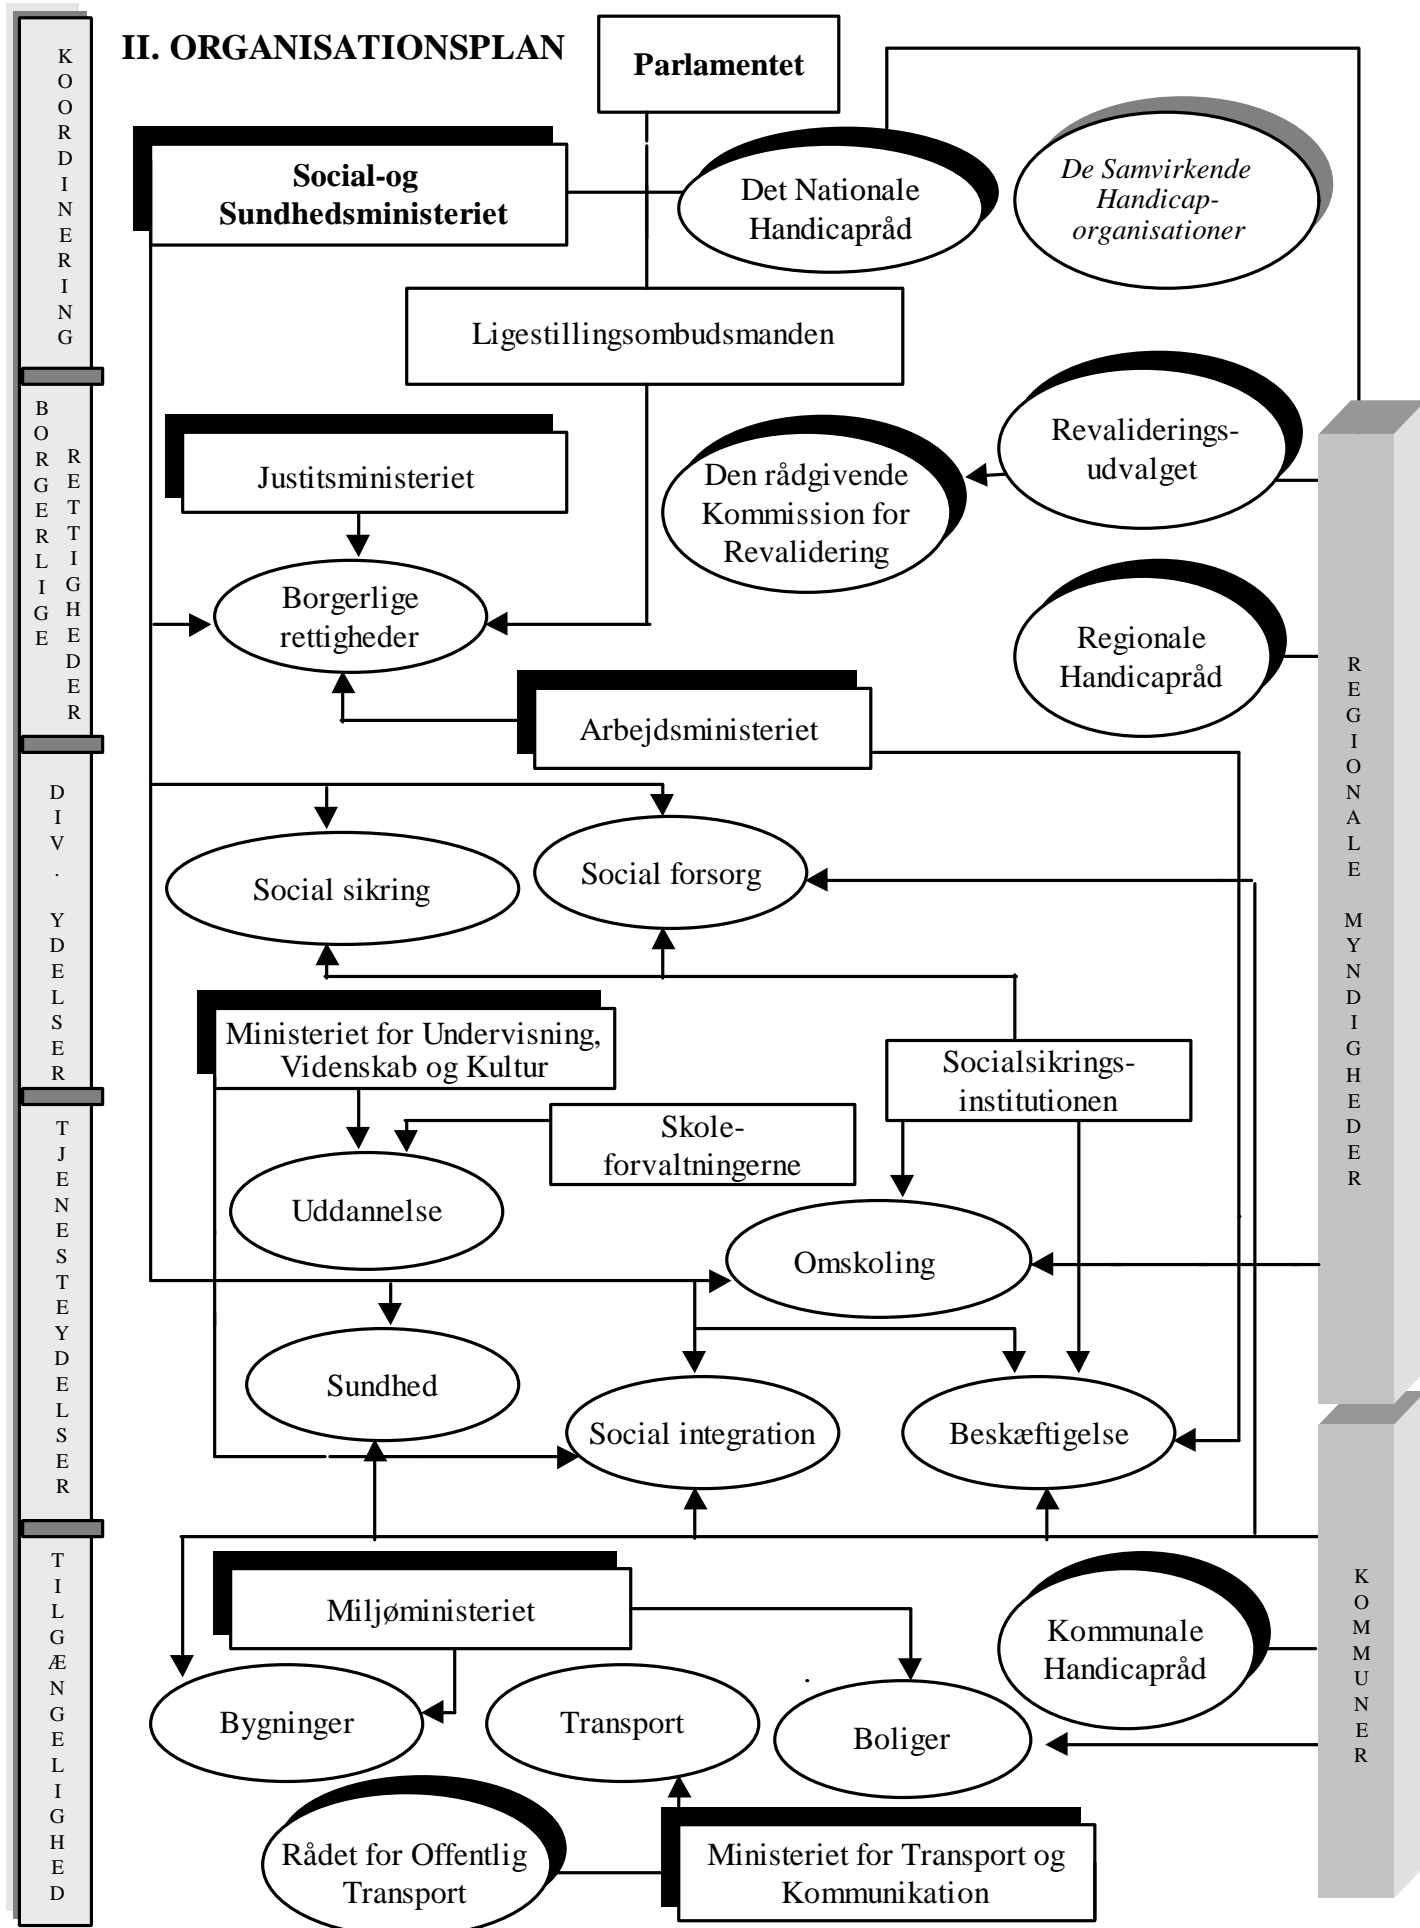 II. ORGANISATIONSPLAN
Parlamentet
KOORDINERING
Social-og
Sundhedsministeriet
Det Nationale
Handicapråd
De Samvirkende
Handicap-
organisationer
Ligestillingsombudsmanden
BORGERLIGE
RETTIGHEDER
Justitsministeriet
Den rådgivende
Kommission for
Revalidering
Revaliderings-
udvalget
Borgerlige
rettigheder
Regionale
Handicapråd
Arbejdsministeriet
REGIONALE MYNDIGHEDER
DIV. YDELSER
Social sikring
Social forsorg
Ministeriet for Undervisning,
Videnskab og Kultur
Socialsikrings-
institutionen
TJENESTEYDELSER
Skole-
forvaltningerne
Uddannelse
Omskoling
Sundhed
Social integration
Beskæftigelse
TILGÆNGELIGHED
KOMMUNER
Miljøministeriet
Kommunale
Handicapråd
Bygninger
Transport
Boliger
Rådet for Offentlig
Transport
Ministeriet for Transport og
Kommunikation